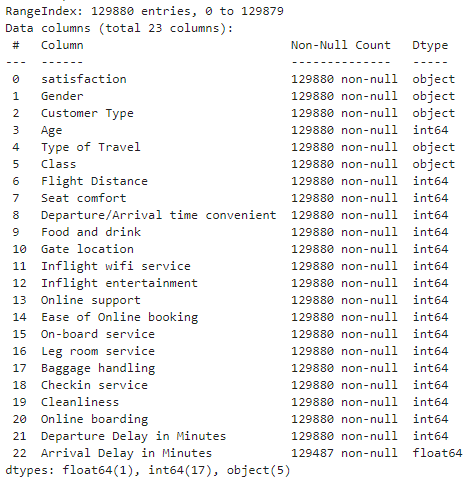 RangeIndex: 129880 entries, 0 to 129879
Data columns (total 23 columns):
 #   Column                             Non-Null Count   Dtype
---  ------                             --------------   -----
 0   satisfaction                       129880 non-null  object
 1   Gender                             129880 non-null  object
 2   Customer Type                      129880 non-null  object
 3   Age                                129880 non-null  int64
 4   Type of Travel                     129880 non-null  object
 5   Class                              129880 non-null  object
 6   Flight Distance                    129880 non-null  int64
 7   Seat comfort                       129880 non-null  int64
 8   Departure/Arrival time convenient  129880 non-null  int64
 9   Food and drink                     129880 non-null  int64
 10  Gate location                      129880 non-null  int64
 11  Inflight wifi service              129880 non-null  int64
 12  Inflight entertainment             129880 non-null  int64
 13  Online support                     129880 non-null  int64
 14  Ease of Online booking             129880 non-null  int64
 15  On-board service                   129880 non-null  int64
 16  Leg room service                   129880 non-null  int64
 17  Baggage handling                   129880 non-null  int64
 18  Checkin service                    129880 non-null  int64
 19  Cleanliness                        129880 non-null  int64
 20  Online boarding                    129880 non-null  int64
 21  Departure Delay in Minutes         129880 non-null  int64
 22  Arrival Delay in Minutes           129487 non-null  float64
dtypes: float64(1), int64(17), object(5)